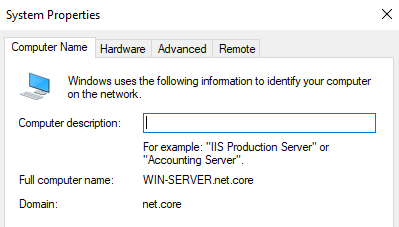 System Properties
Computer Name Hardware Advanced Remote
Windows uses the following information to identify your computer
on the network.
Computer description:
For example: "IIS Production Server" or
"Accounting Server".
Full computer name: WIN-SERVER.net.core
Domain: net.core